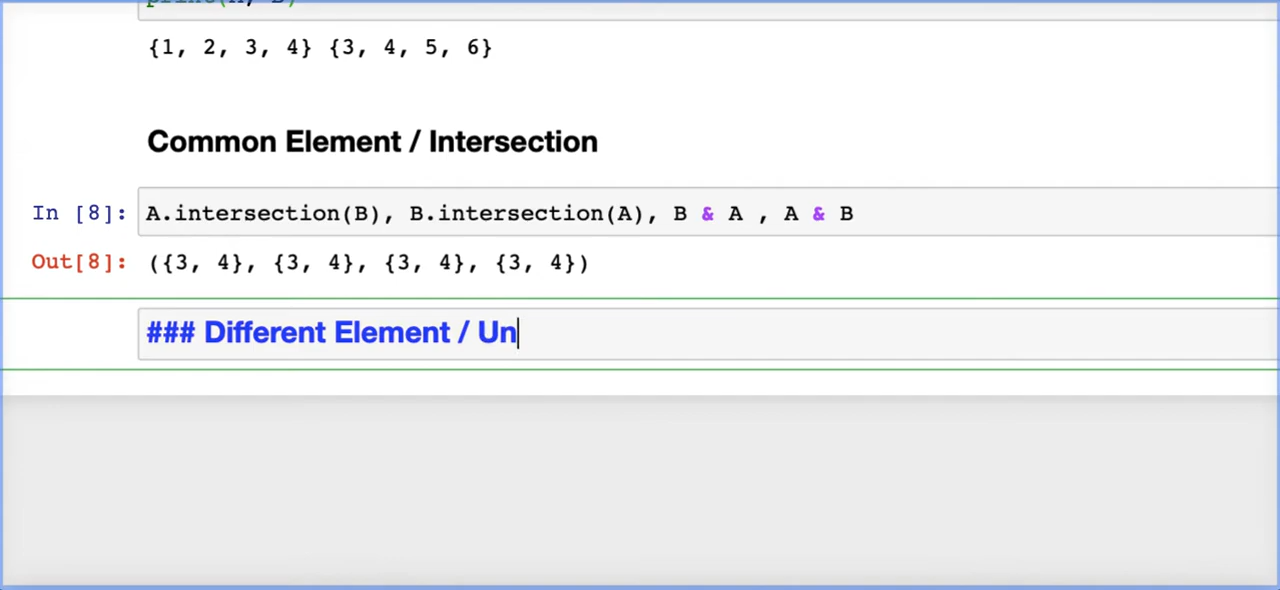 {1, 2, 3, 4} {3, 4, 5, 6}
Common Element / Intersection
In [8]: A.intersection(B), B.intersection(A), B & A , A & B
Out[8]: ({3, 4}, {3, 4}, {3, 4}, {3, 4})
### Different Element / Un